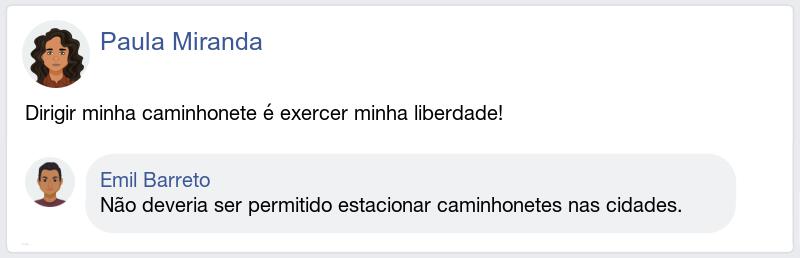 Paula Miranda
Dirigir minha caminhonete é exercer minha liberdade!
Emil Barreto
Não deveria ser permitido estacionar caminhonetes nas cidades.